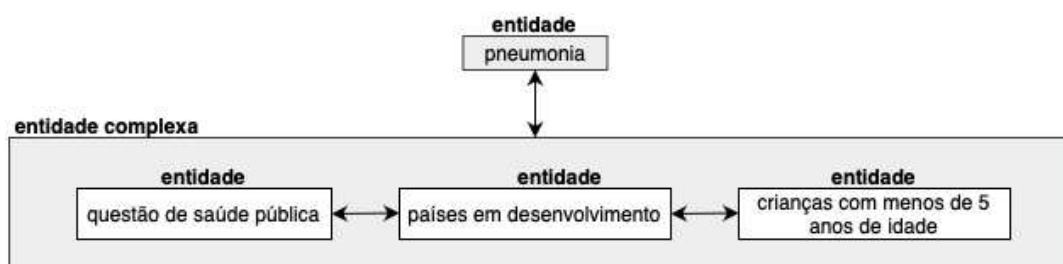 entidade
pneumonia
entidade complexa
entidade
questão de saúde pública
entidade
países em desenvolvimento
entidade
crianças com menos de 5
anos de idade